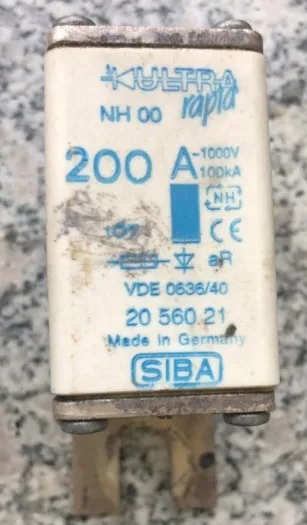 ULTRA
rapid
NH 00
200 A
~1000V
100kA
NH
CE
aR
VDE 0636/40
20 560 21
Made in Germany
SIBA